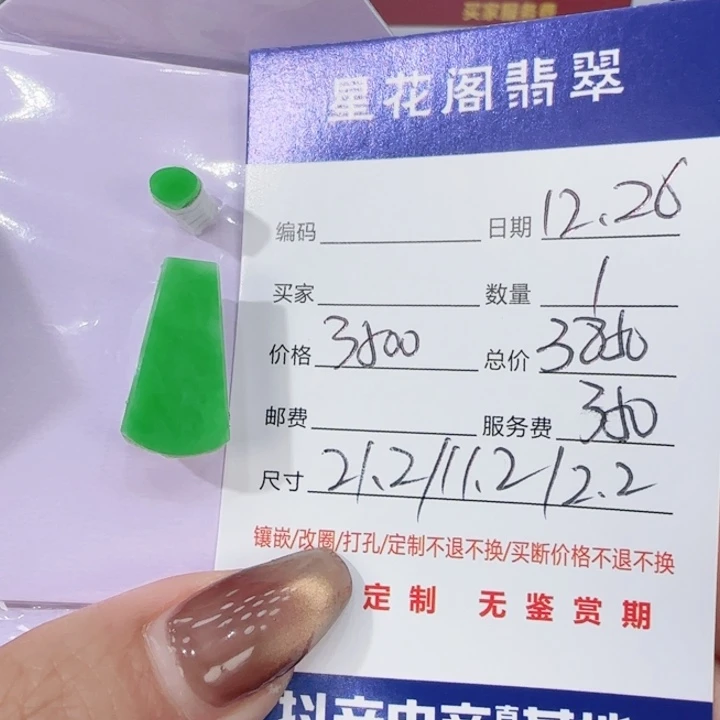 买家服务费
星花阁翡翠
编码 日期 12.26
买家 数量 1
价格 3500 总价 3850
邮费 服务费 350
尺寸 21.2/11.2/2.2
镶嵌/改圈/打孔/定制不退不换/买断价格不退不换
定制 无鉴赏期